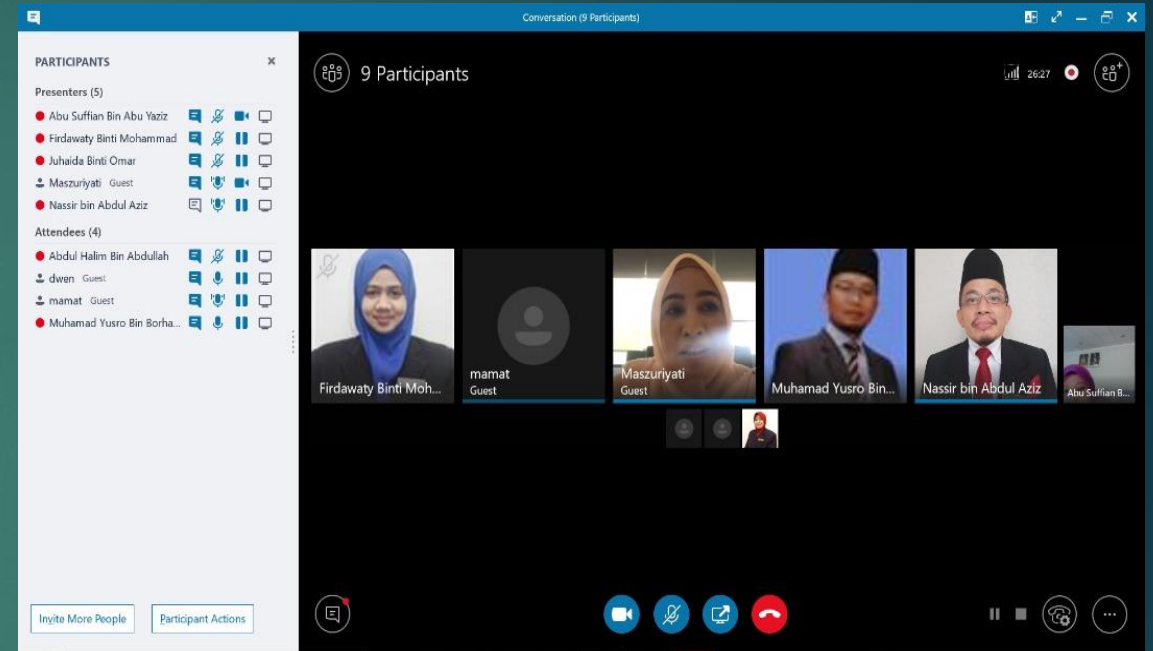 Conversation (9 Participants)
PARTICIPANTS
Presenters (5)
Abu Suffian Bin Abu Yaziz
Firdawaty Binti Mohammad
Juhaida Binti Omar
Maszuriyati Guest
Nassir bin Abdul Aziz
Attendees (4)
Abdul Halim Bin Abdullah
dwen Guest
mamat Guest
Muhamad Yusro Bin Borha...
Invite More People
Participant Actions
9 Participants
26:27
Firdawaty Binti Moh...
mamat
Guest
Maszuriyati
Guest
Muhamad Yusro Bin...
Nassir bin Abdul Aziz
Abu Suffian B...